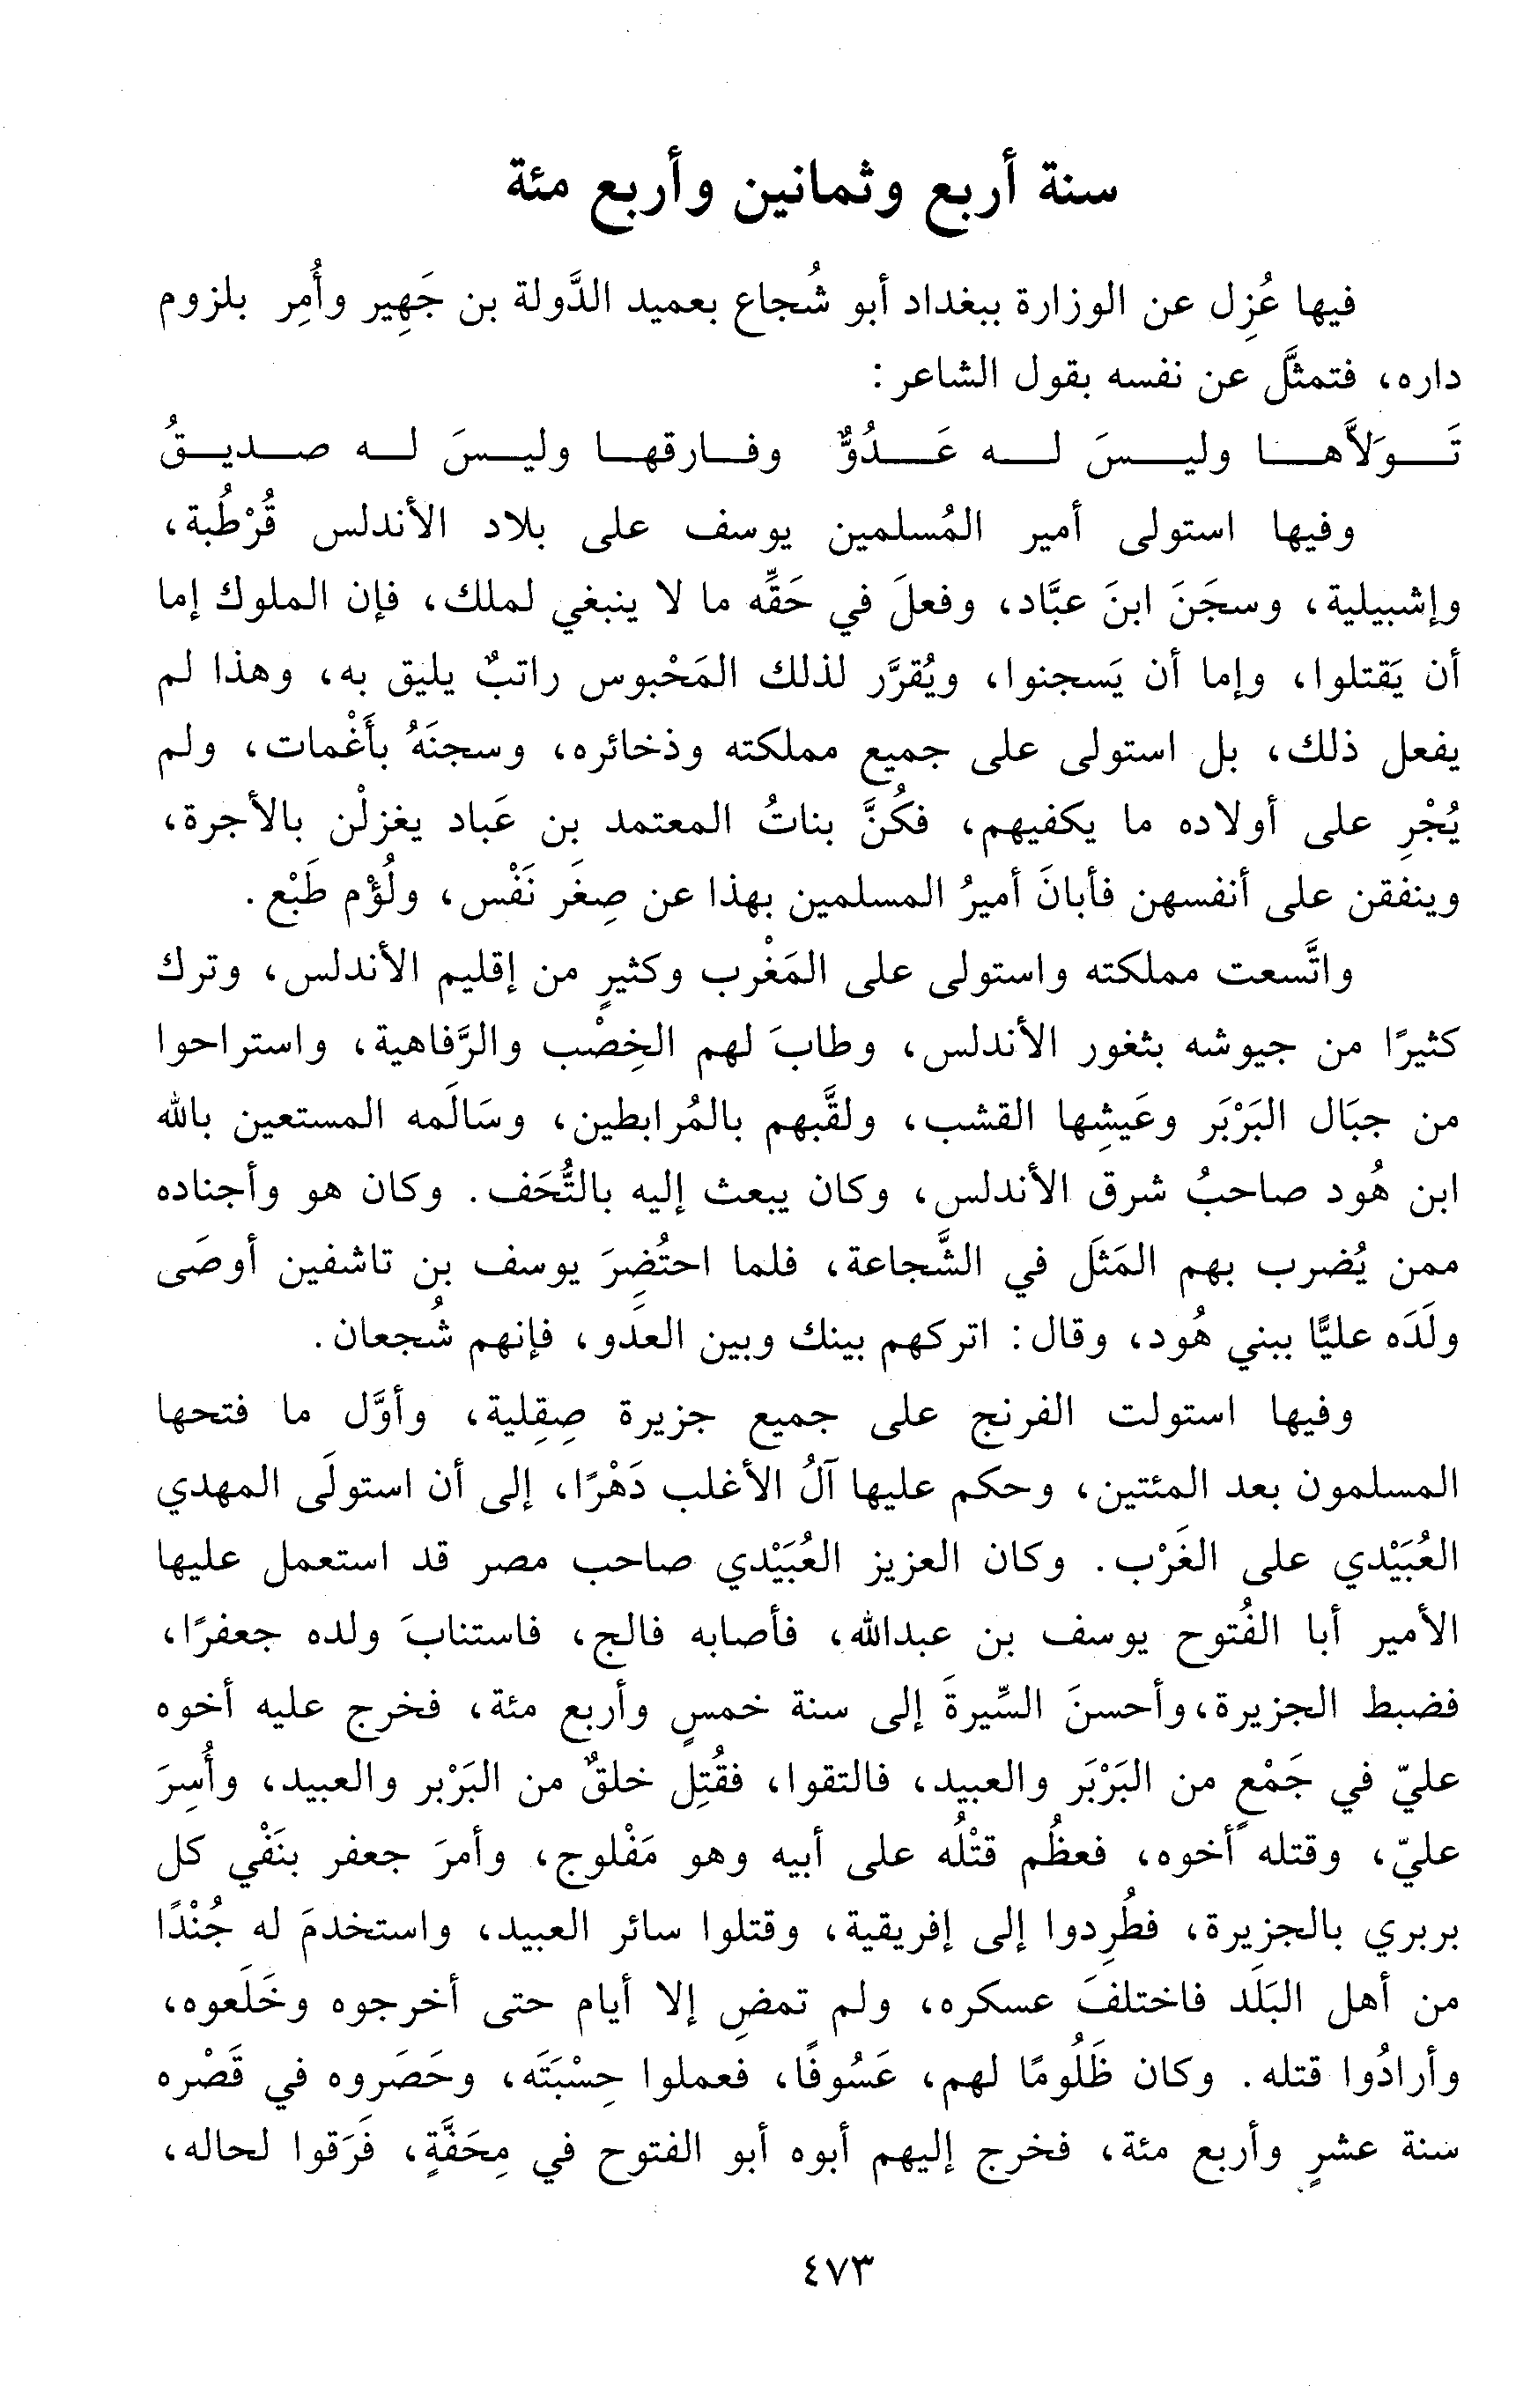 سنة أربع وثمانين وأربع مئة
فيها عُزِل عن الوزارة ببغداد أبو شُجاع بعميد الدَّولة بن جَهِير وأُمِر بلزوم
داره، فتمثَّل عن نفسه بقول الشاعر:
تَــولاَّهــا وليــسَ لــه عَــدُوٌّ وفــارقهــا وليــسَ لــه صــديــقُ
وفيها استولى أمير المُسلمين يوسف على بلاد الأندلس قُرْطُبة،
وإشبيلية، وسجَنَ ابنَ عبَّاد، وفعلَ في حَقِّه ما لا ينبغي لملك، فإن الملوك إما
أن يَقتلوا، وإما أن يَسجنوا، ويُقرَّر لذلك المَحْبوس راتبٌ يليق به، وهذا لم
يفعل ذلك، بل استولى على جميع مملكته وذخائره، وسجنَهُ بأَغْمات، ولم
يُجْرِ على أولاده ما يكفيهم، فكُنَّ بناتُ المعتمد بن عَباد يغزلْن بالأجرة،
وينفقن على أنفسهن فأبانَ أميرُ المسلمين بهذا عن صِغَر نَفْس، ولُؤْم طَبْع.
واتَّسعت مملكته واستولى على المَغْرب وكثيرٍ من إقليم الأندلس، وترك
كثيرًا من جيوشه بثغور الأندلس، وطابَ لهم الخِصْب والرَّفاهية، واستراحوا
من جبَال البَرْبَر وعَيشِها القشب، ولقَّبهم بالمُرابطين، وسَالَمه المستعين بالله
ابن هُود صاحبُ شرق الأندلس، وكان يبعث إليه بالتُّحَف. وكان هو وأجناده
ممن يُضرب بهم المَثَل في الشَّجاعة، فلما احتُضِرَ يوسف بن تاشفين أوصَى
ولَدَه عليًّا ببني هُود، وقال: اتركهم بينك وبين العدو، فإنهم شُجعان.
وفيها استولت الفرنج على جميع جزيرة صِقِلية، وأوَّل ما فتحها
المسلمون بعد المئتين، وحكم عليها آلُ الأغلب دَهْرًا، إلى أن استولَى المهدي
العُبَيْدي على الغَرْب. وكان العزيز العُبَيْدي صاحب مصر قد استعمل عليها
الأمير أبا الفُتوح يوسف بن عبدالله، فأصابه فالج، فاستنابَ ولده جعفرًا،
فضبط الجزيرة، وأحسنَ السِّيرةَ إلى سنة خمسٍ وأربع مئة، فخرج عليه أخوه
عليّ في جَمْعٍ من البَرْبَر والعبيد، فالتقوا، فقُتِل خلقٌ من البَرْبر والعبيد، وأُسِرَ
عليّ، وقتله أخوه، فعظُم قتْلُه على أبيه وهو مَفْلوج، وأمرَ جعفر بنَفْي كل
بربري بالجزيرة، فطُرِدوا إلى إفريقية، وقتلوا سائر العبيد، واستخدمَ له جُنْدًا
من أهل البَلَد فاختلفَ عسكره، ولم تمضِ إلا أيام حتى أخرجوه وخَلَعوه،
وأرادُوا قتله. وكان ظَلُومًا لهم، عَسُوفًا، فعملوا حِسْبَتَه، وحَصَروه في قَصْره
سنة عشرٍ وأربع مئة، فخرج إليهم أبوه أبو الفتوح في مِحَفَّةٍ، فَرَقوا لحاله،
٤٧٣